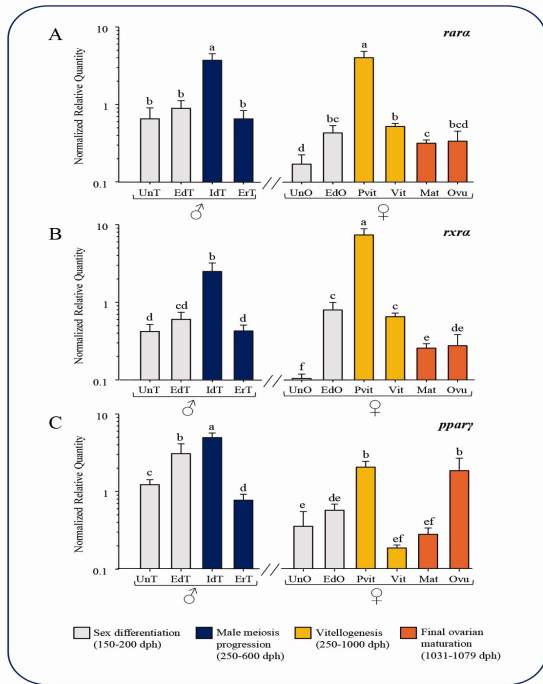 A
rarα
Normalized Relative Quantity
10
1
0.1
b
b
a
b
d
bc
a
b
c
bcd
UnT EdT IdT ErT
UnO EdO Pvit Vit Mat Ovu
♂
♀
B
rxrα
Normalized Relative Quantity
10
1
0.1
d
cd
b
d
f
c
a
c
e
de
UnT EdT IdT ErT
UnO EdO Pvit Vit Mat Ovu
♂
♀
C
pparγ
Normalized Relative Quantity
10
1
0.1
c
b
a
d
e
de
b
ef
ef
b
UnT EdT IdT ErT
UnO EdO Pvit Vit Mat Ovu
♂
♀
Sex differentiation
(150-200 dph)
Male meiosis
progression
(250-600 dph)
Vitellogenesis
(250-1000 dph)
Final ovarian
maturation
(1031-1079 dph)